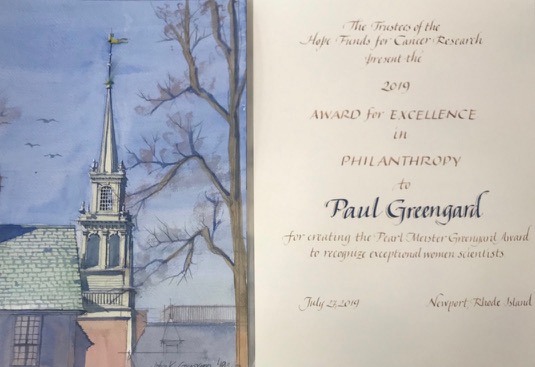 The Trustees of the
Hope Funds for Cancer Research
present the
2019
AWARD for EXCELLENCE
in
PHILANTHROPY
to
Paul Greengard
for creating the Pearl Meister Greengard Award
to recognize exceptional women scientists
July 27, 2019 Newport, Rhode Island